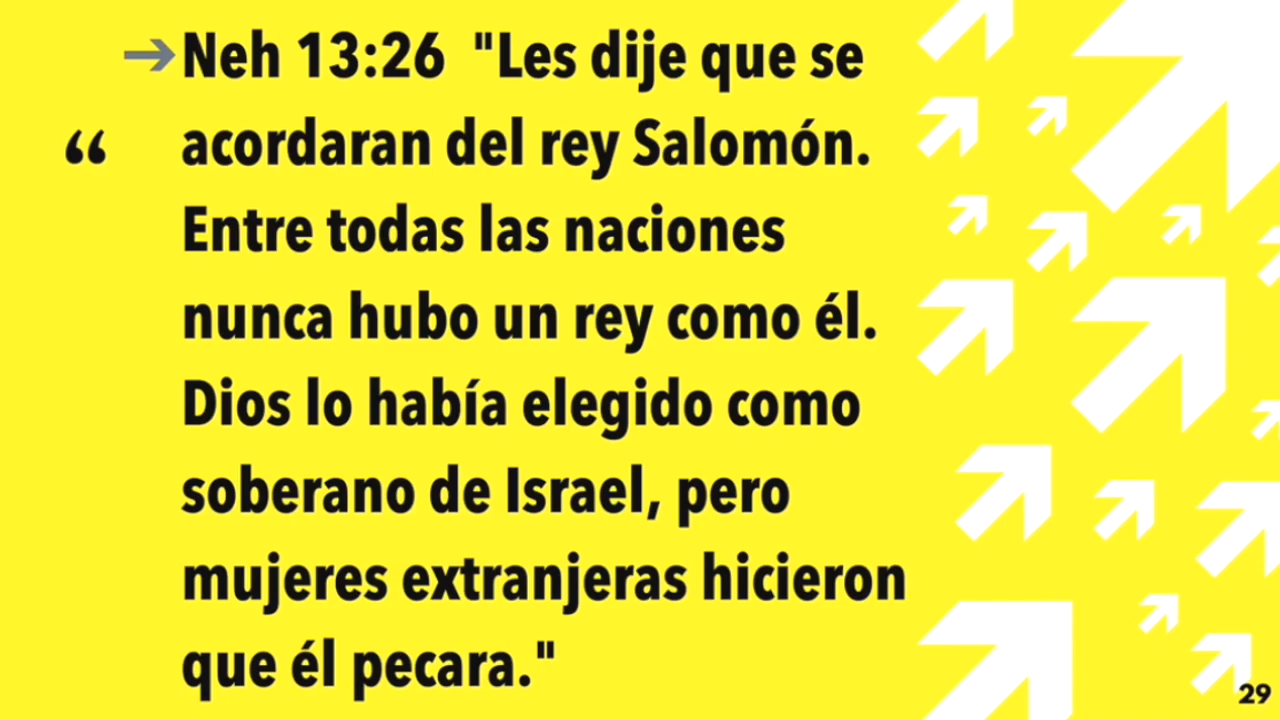 →Neh 13:26 "Les dije que se
“ acordaran del rey Salomón.
Entre todas las naciones
nunca hubo un rey como él.
Dios lo había elegido como
soberano de Israel, pero
mujeres extranjeras hicieron
que él pecara."
29